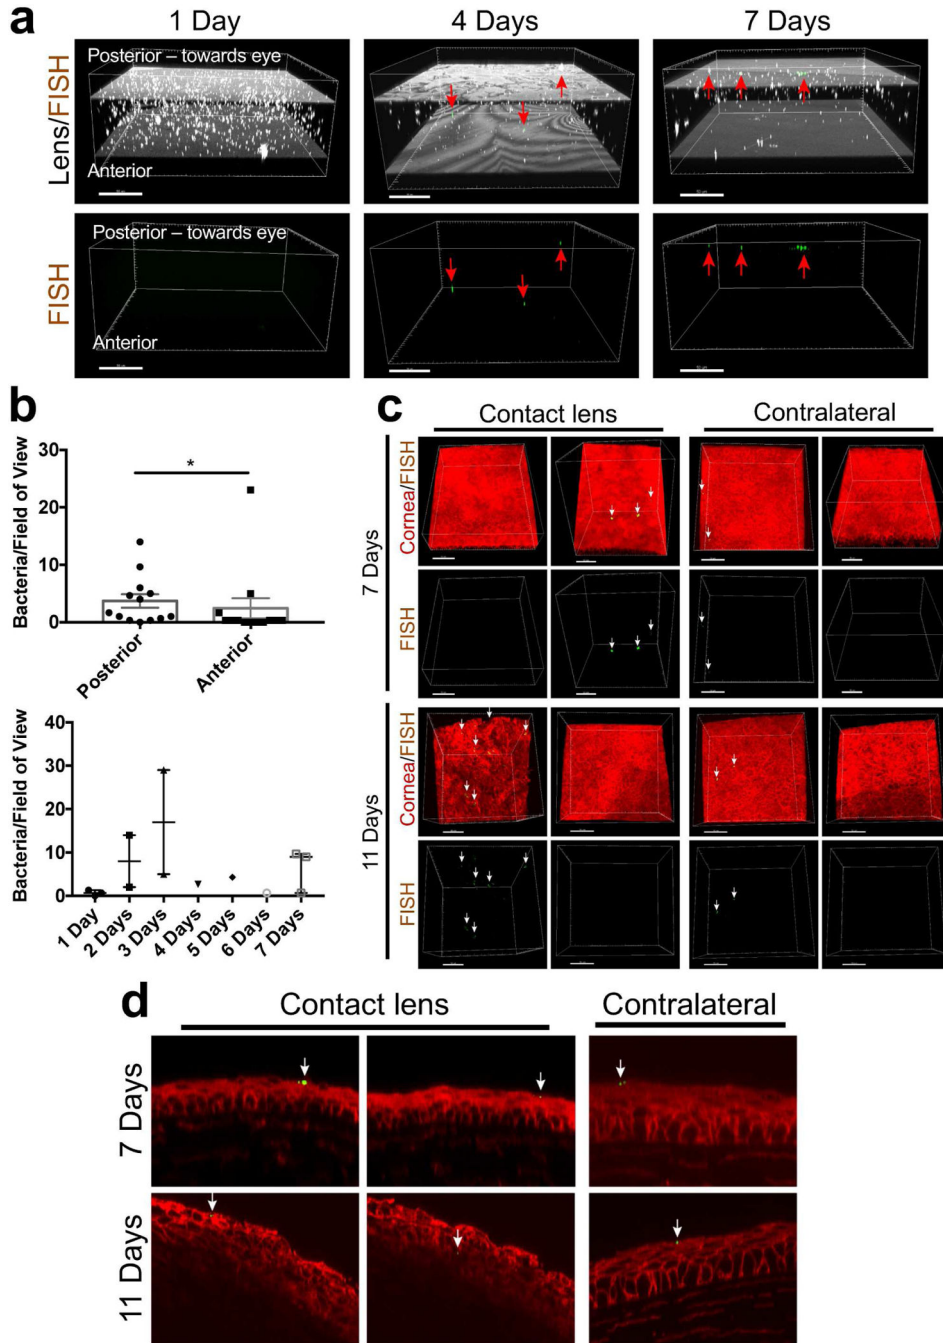 a
1 Day
4 Days
7 Days
Lens/FISH
Posterior – towards eye
Anterior
FISH
Posterior – towards eye
Anterior
b
Bacteria/Field of View
30
20
10
0
*
Posterior
Anterior
Bacteria/Field of View
40
30
20
10
0
1 Day
2 Days
3 Days
4 Days
5 Days
6 Days
7 Days
c
Contact lens
Contralateral
7 Days
Cornea/FISH
FISH
11 Days
Cornea/FISH
FISH
d
Contact lens
Contralateral
7 Days
11 Days